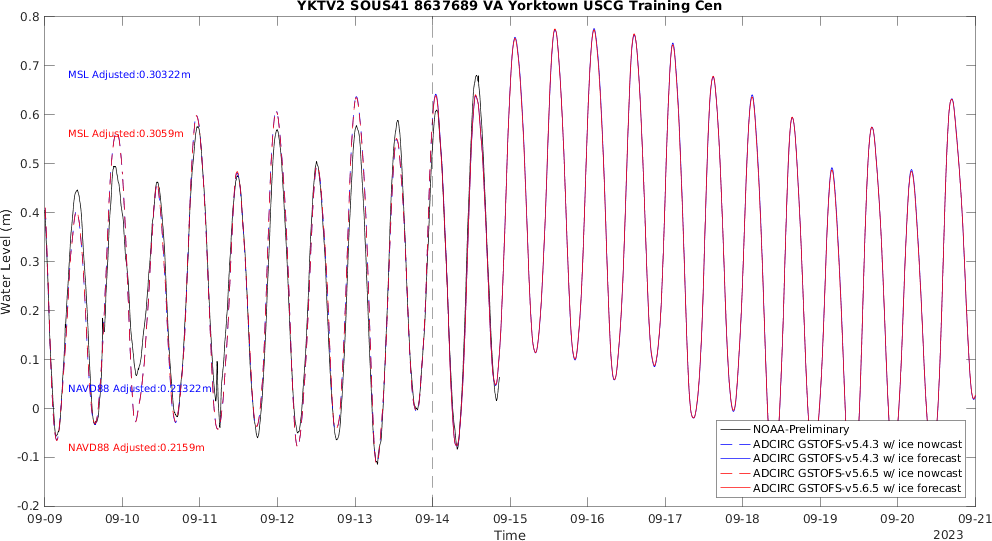 YKTV2 SOUS41 8637689 VA Yorktown USCG Training Cen
0.8
0.7
0.6
0.5
0.4
0.3
0.2
0.1
0
-0.1
-0.2
Water Level (m)
MSL Adjusted:0.30322m
MSL Adjusted:0.3059m
NAVD88 Adjusted:0.21322m
NAVD88 Adjusted:0.2159m
NOAA-Preliminary
ADCIRC GSTOFS-v5.4.3 w/ ice nowcast
ADCIRC GSTOFS-v5.4.3 w/ ice forecast
ADCIRC GSTOFS-v5.6.5 w/ ice nowcast
ADCIRC GSTOFS-v5.6.5 w/ ice forecast
09-09 09-10 09-11 09-12 09-13 09-14 09-15 09-16 09-17 09-18 09-19 09-20 09-21
Time
2023